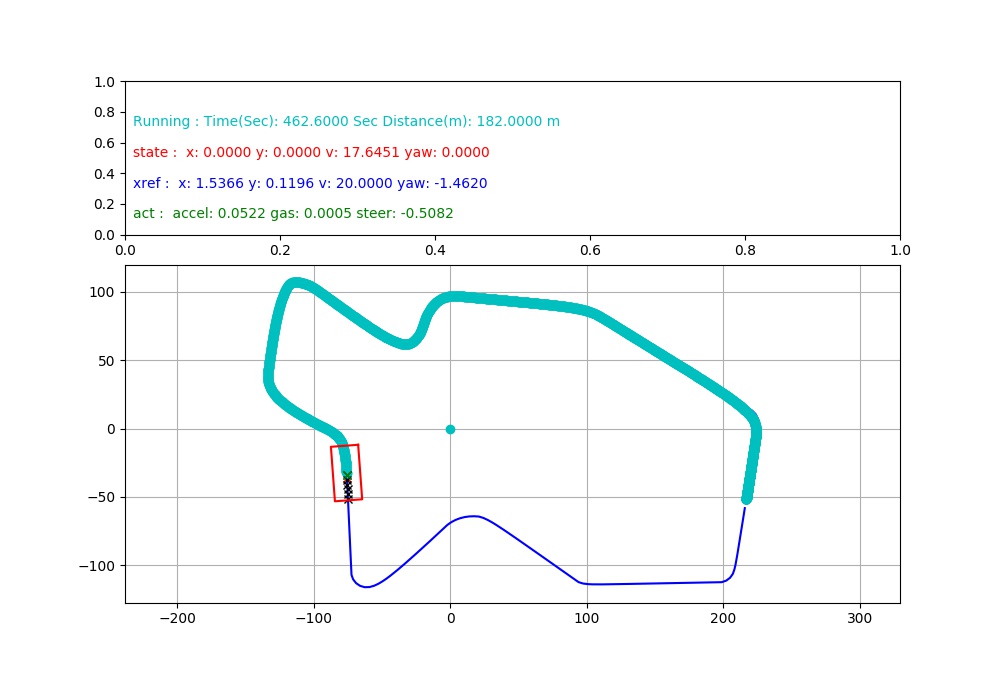 1.0
0.8
0.6
0.4
0.2
0.0
Running : Time(Sec): 462.6000 Sec Distance(m): 182.0000 m
state :  x: 0.0000 y: 0.0000 v: 17.6451 yaw: 0.0000
xref :  x: 1.5366 y: 0.1196 v: 20.0000 yaw: -1.4620
act :  accel: 0.0522 gas: 0.0005 steer: -0.5082
0.0 0.2 0.4 0.6 0.8 1.0
100
50
0
−50
−100
−200 −100 0 100 200 300